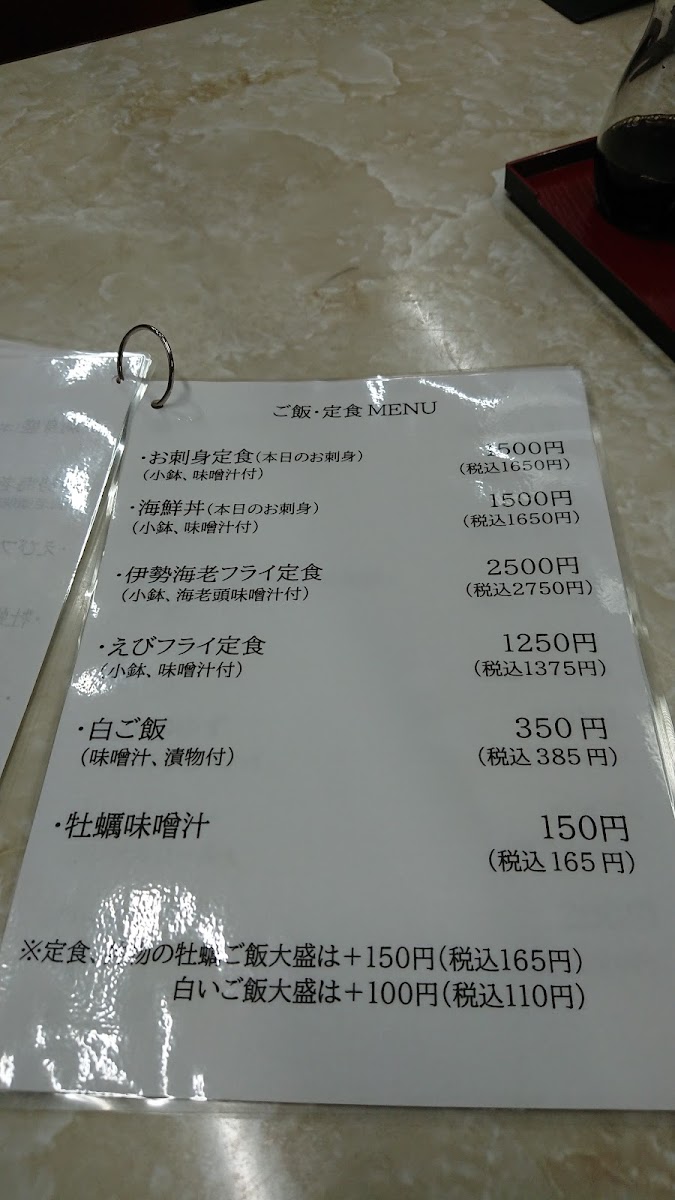 ご飯・定食 MENU
・お刺身定食(本日のお刺身) 1500円
(小鉢、味噌汁付) (税込1650円)
・海鮮丼(本日のお刺身) 1500円
(小鉢、味噌汁付) (税込1650円)
・伊勢海老フライ定食 2500円
(小鉢、海老頭味噌汁付) (税込2750円)
・えびフライ定食 1250円
(小鉢、味噌汁付) (税込1375円)
・白ご飯 350円
(味噌汁、漬物付) (税込385円)
・牡蠣味噌汁 150円
(税込165円)
※定食、物の牡蠣ご飯大盛は+150円(税込165円)
白いご飯大盛は+100円(税込110円)